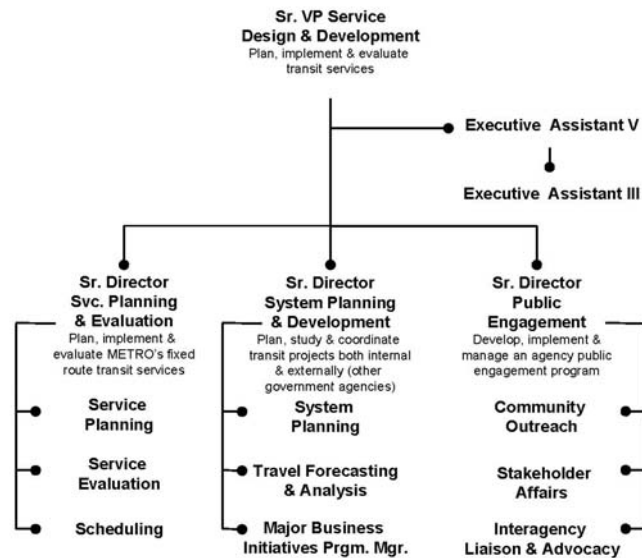 Sr. VP Service
Design & Development
Plan, implement & evaluate
transit services
Executive Assistant V
Executive Assistant III
Sr. Director
Svc. Planning
& Evaluation
Plan, implement &
evaluate METRO's fixed
route transit services
Service
Planning
Service
Evaluation
Scheduling
Sr. Director
System Planning
& Development
Plan, study & coordinate
transit projects both internal
& externally (other
government agencies)
System
Planning
Travel Forecasting
& Analysis
Major Business
Initiatives Prgm. Mgr.
Sr. Director
Public
Engagement
Develop, implement &
manage an agency public
engagement program
Community
Outreach
Stakeholder
Affairs
Interagency
Liaison & Advocacy